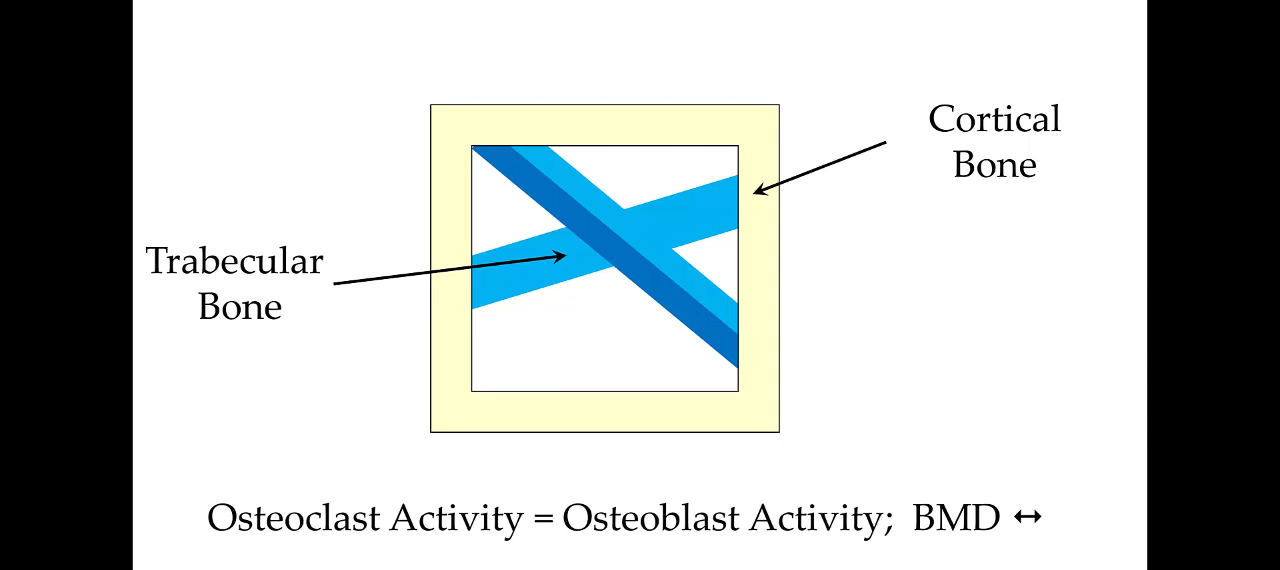 Cortical
Bone
Trabecular
Bone
Osteoclast Activity = Osteoblast Activity;  BMD ↔